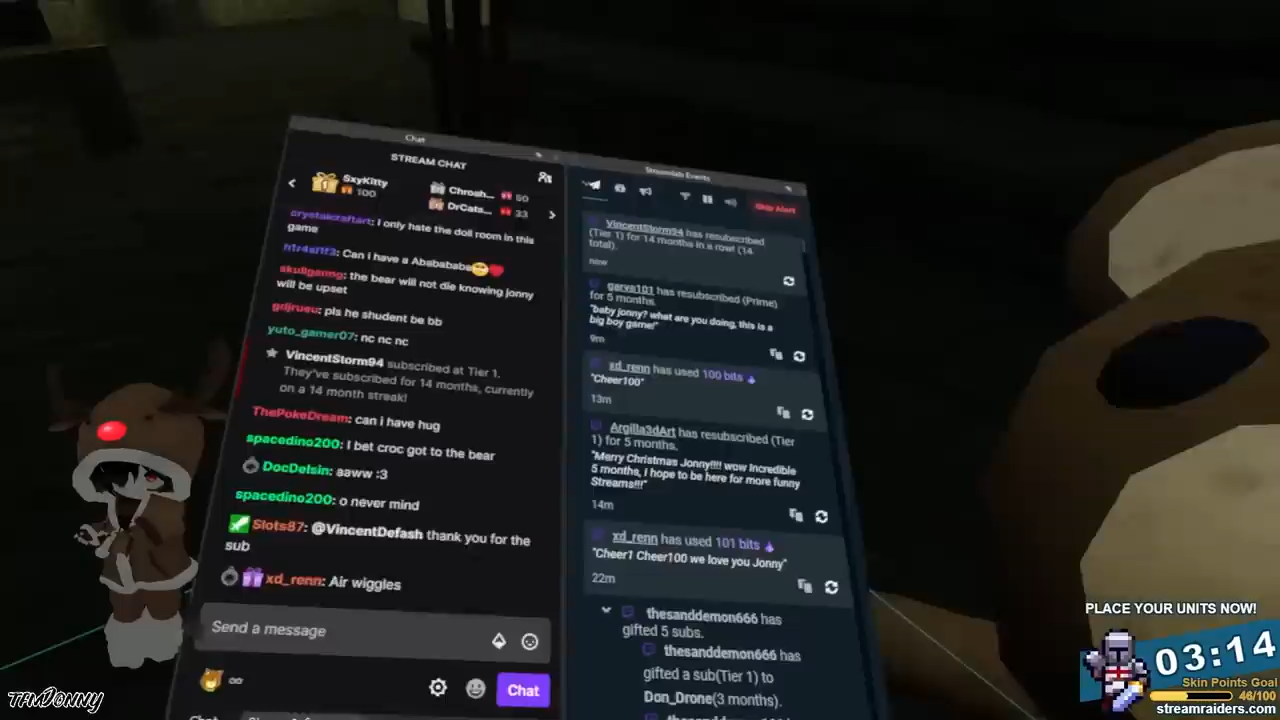 Chat
STREAM CHAT
SxyKitty
100
Chrosh... 50
DrCats... 33
crystalcraftart: I only hate the doll room in this
game
Can i have a Ababababs
the bear will not die knowing jonny
will be upset
pls he shudent be bb
yuto_gamer07: nc nc nc
VincentStorm94 subscribed at Tier 1.
They've subscribed for 14 months, currently
on a 14 month streak!
ThePokeDream: can i have hug
spacedino200: I bet croc got to the bear
DocDelsin: aaww :3
spacedino200: o never mind
Slots87: @VincentDefash thank you for the
sub
xd_renn: Air wiggles
Send a message
Chat
Streamlab Events
Skip Alert
VincentStorm94 has resubscribed
(Tier 1) for 14 months in a row! (14
total).
now
garva101 has resubscribed (Prime)
for 5 months.
"baby jonny? what are you doing, this is a
big boy game!"
9m
xd_renn has used 100 bits
"Cheer100"
13m
Argilla3dArt has resubscribed (Tier
1) for 5 months.
"Merry Christmas Jonny!!!! wow Incredible
5 months, i hope to be here for more funny
Streams!!!"
14m
xd_renn has used 101 bits
"Cheer1 Cheer100 we love you Jonny"
22m
thesanddemon666 has
gifted 5 subs.
thesanddemon666 has
gifted a sub(Tier 1) to
Don_Drone(3 months).
TFMJONNY
PLACE YOUR UNITS NOW!
03:14
Skin Points Goal
46/100
streamraiders.com